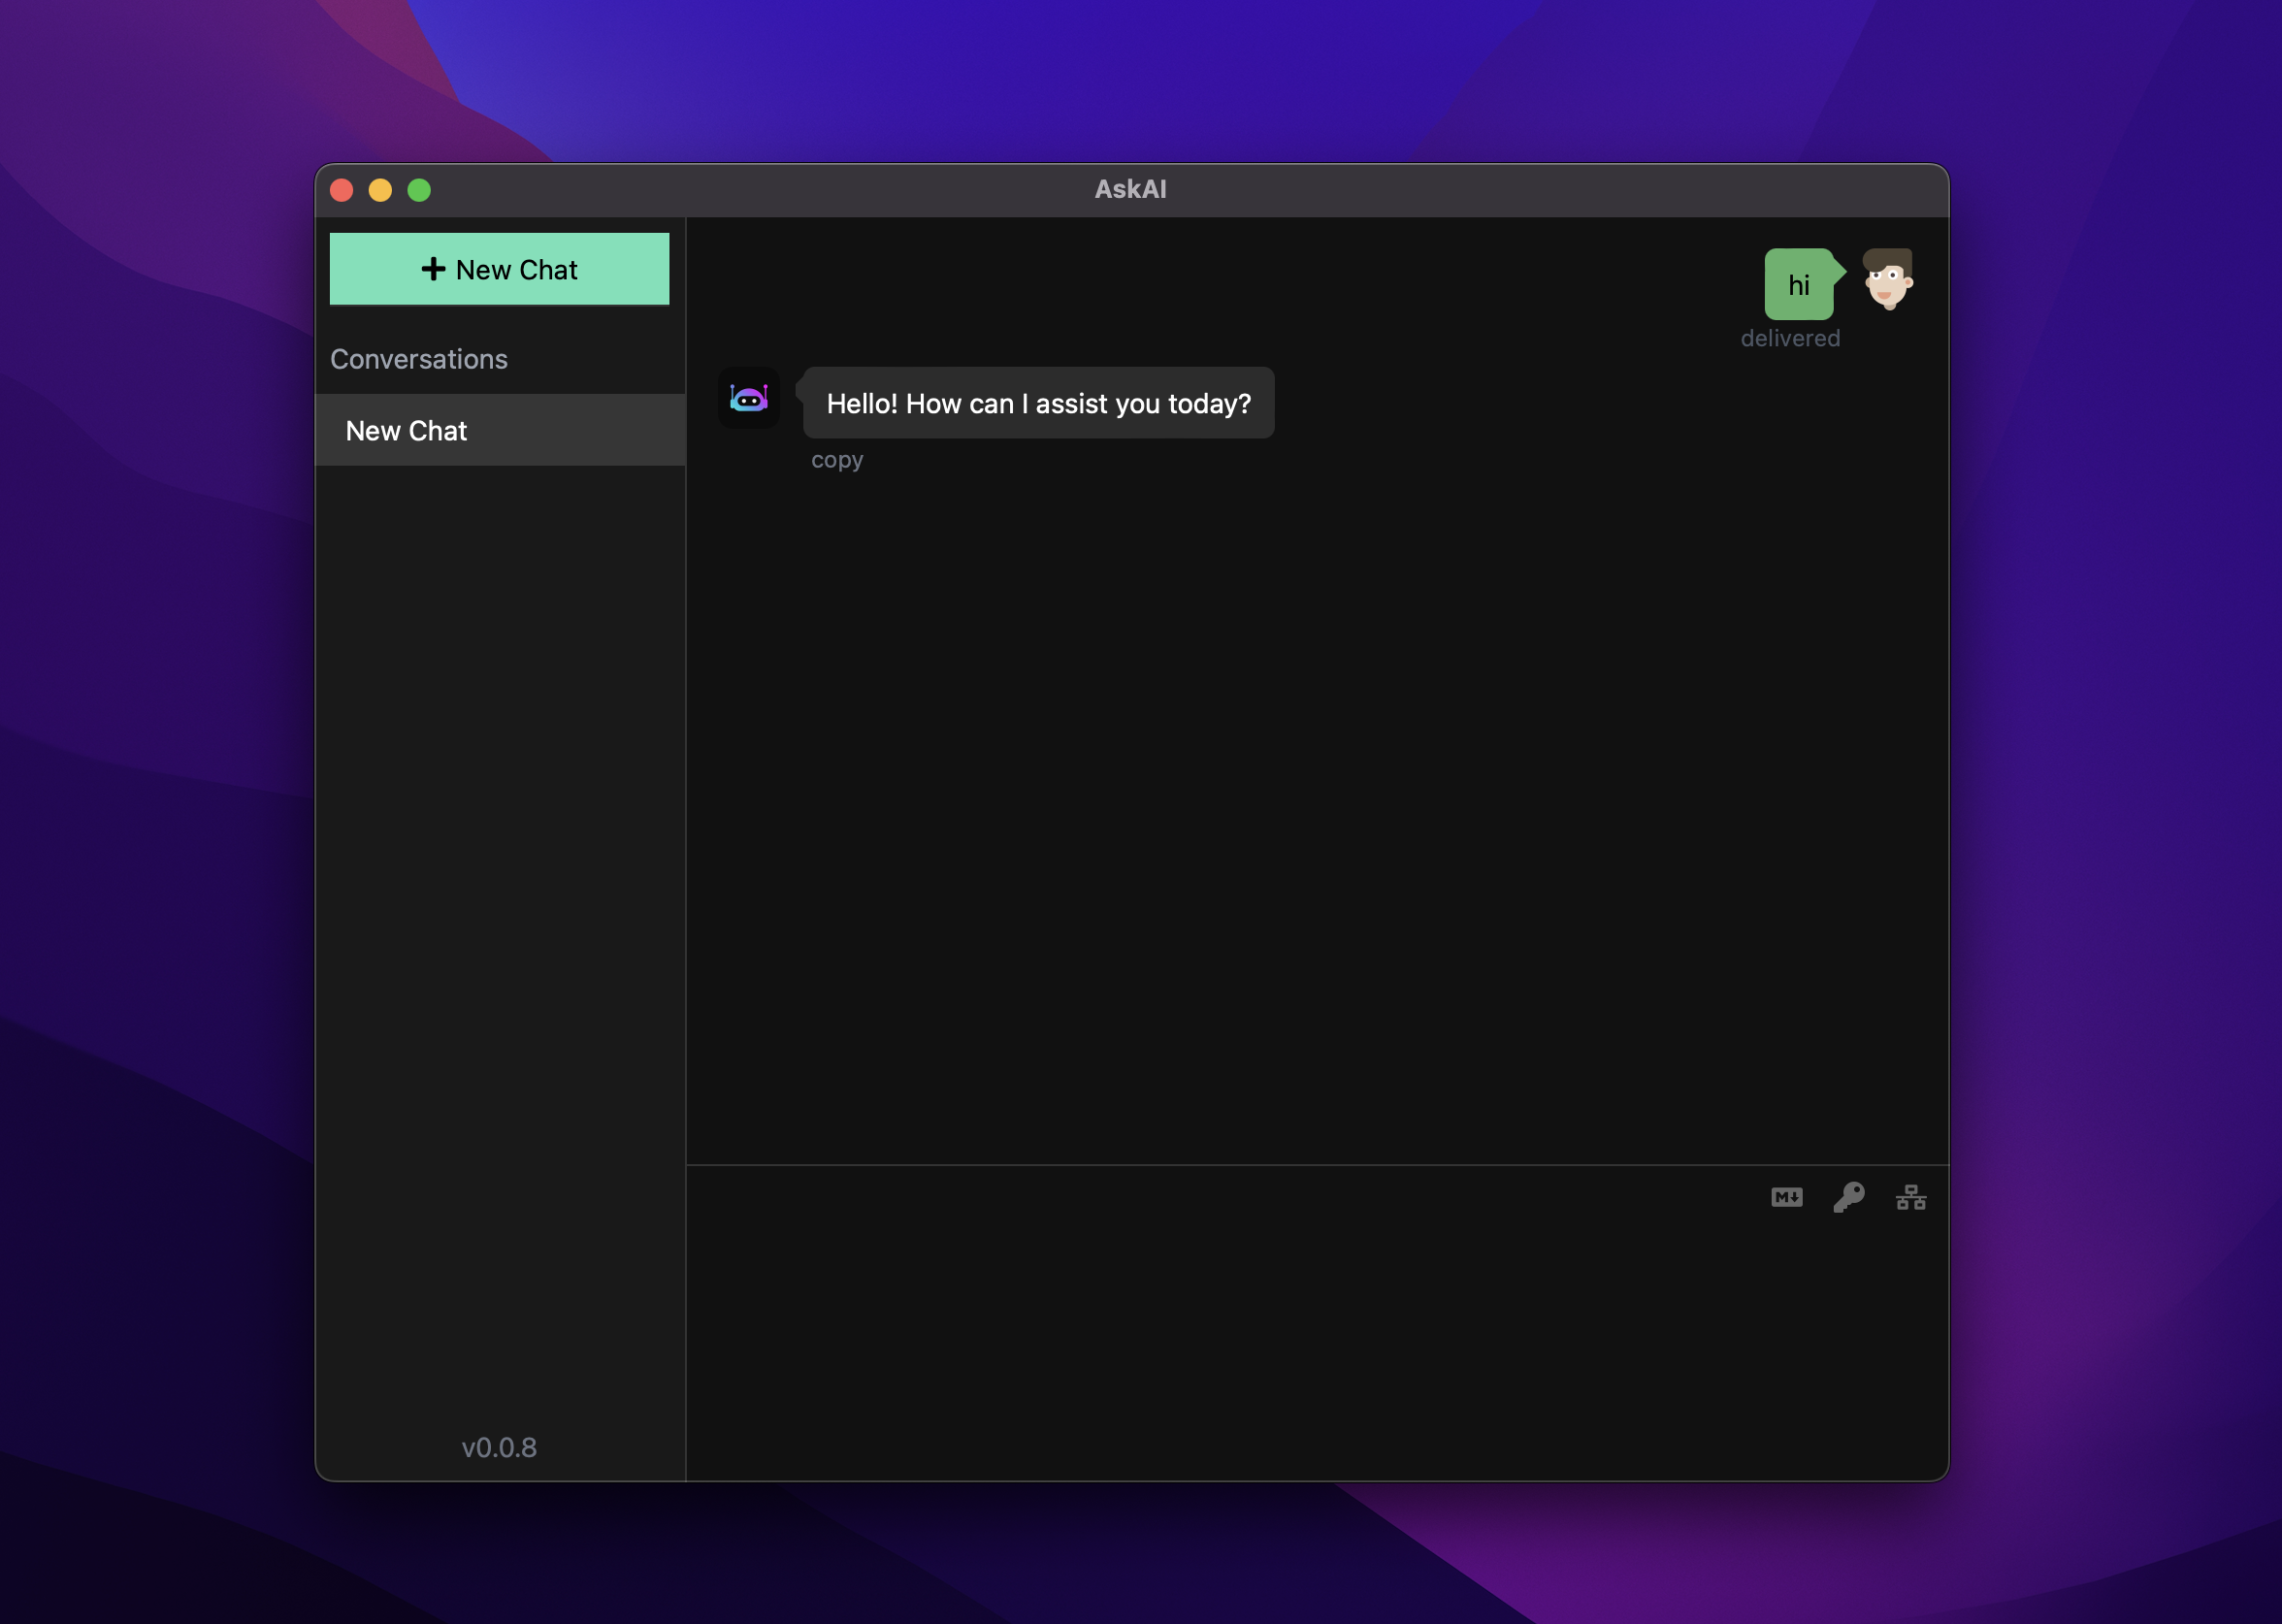 AskAI
New Chat
Conversations
New Chat
v0.0.8
hi
delivered
Hello! How can I assist you today?
copy
M